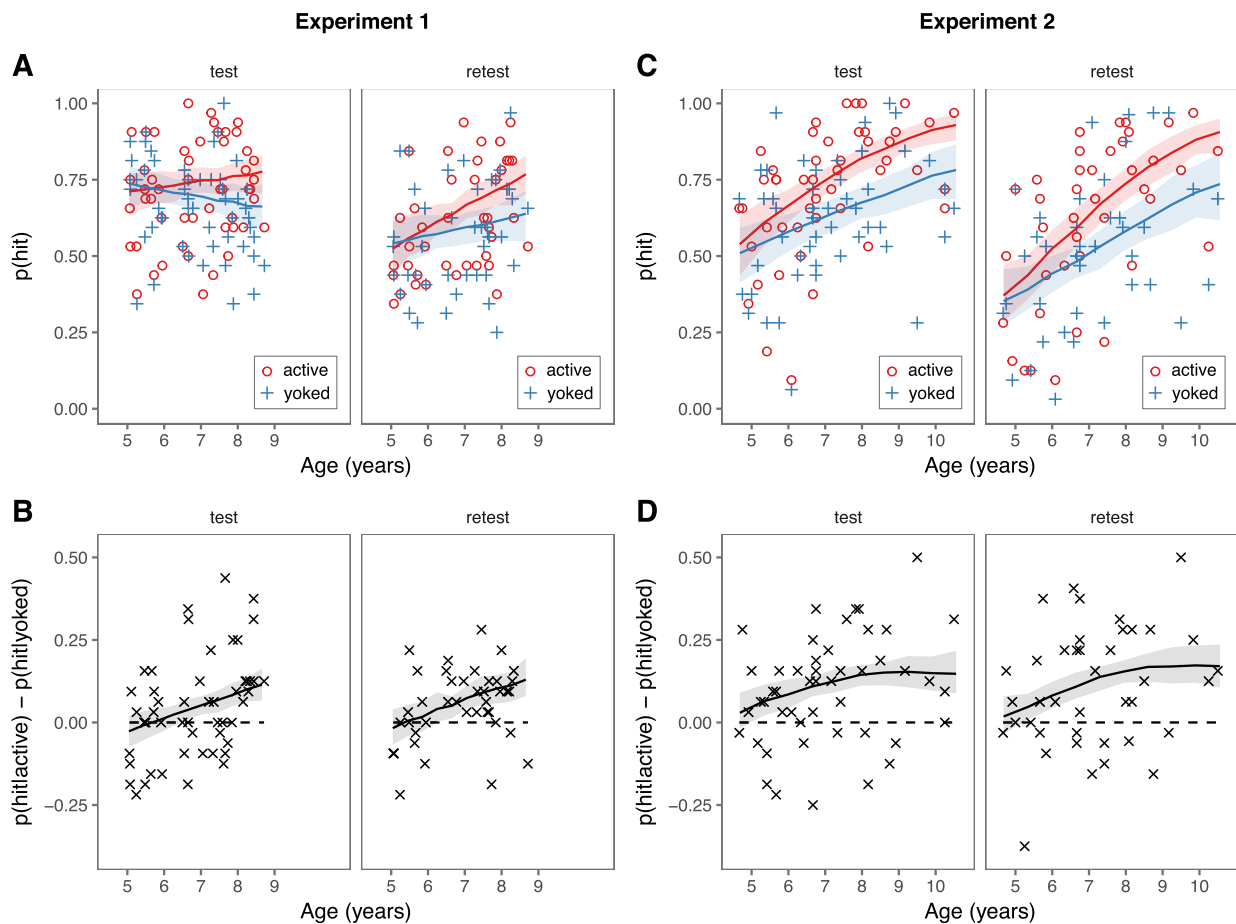 Experiment 1
Experiment 2
A
test
retest
p(hit)
1.00
0.75
0.50
0.25
0.00
active
yoked
active
yoked
5 6 7 8 9
5 6 7 8 9
Age (years)
C
test
retest
p(hit)
1.00
0.75
0.50
0.25
0.00
active
yoked
active
yoked
5 6 7 8 9 10
5 6 7 8 9 10
Age (years)
B
test
retest
p(hit|active) − p(hit|yoked)
0.50
0.25
0.00
−0.25
5 6 7 8 9
5 6 7 8 9
Age (years)
D
test
retest
p(hit|active) − p(hit|yoked)
0.50
0.25
0.00
−0.25
5 6 7 8 9 10
5 6 7 8 9 10
Age (years)